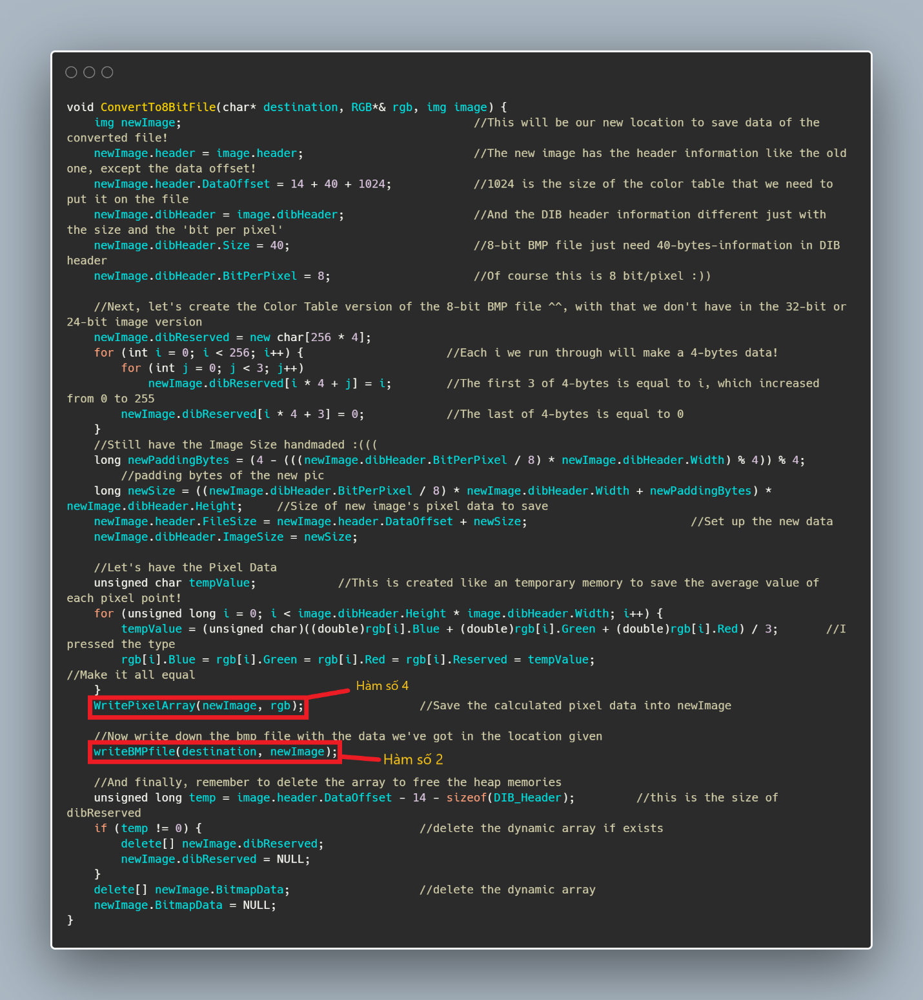 void ConvertTo8BitFile(char* destination, RGB*& rgb, img image) {
    img newImage;                                           //This will be our new location to save data of the
converted file!
    newImage.header = image.header;                         //The new image has the header information like the old
one, except the data offset!
    newImage.header.DataOffset = 14 + 40 + 1024;            //1024 is the size of the color table that we need to
put it on the file
    newImage.dibHeader = image.dibHeader;                   //And the DIB header information different just with
the size and the 'bit per pixel'
    newImage.dibHeader.Size = 40;                           //8-bit BMP file just need 40-bytes-information in DIB
header
    newImage.dibHeader.BitPerPixel = 8;                     //Of course this is 8 bit/pixel :))

    //Next, let's create the Color Table version of the 8-bit BMP file ^^, with that we don't have in the 32-bit or
24-bit image version
    newImage.dibReserved = new char[256 * 4];
    for (int i = 0; i < 256; i++) {                     //Each i we run through will make a 4-bytes data!
        for (int j = 0; j < 3; j++)
            newImage.dibReserved[i * 4 + j] = i;        //The first 3 of 4-bytes is equal to i, which increased
from 0 to 255
        newImage.dibReserved[i * 4 + 3] = 0;            //The last of 4-bytes is equal to 0
    }
    //Still have the Image Size handmaded :(((
    long newPaddingBytes = (4 - (((newImage.dibHeader.BitPerPixel / 8) * newImage.dibHeader.Width) % 4)) % 4;
        //padding bytes of the new pic
    long newSize = ((newImage.dibHeader.BitPerPixel / 8) * newImage.dibHeader.Width + newPaddingBytes) *
newImage.dibHeader.Height;     //Size of new image's pixel data to save
    newImage.header.FileSize = newImage.header.DataOffset + newSize;                        //Set up the new data
    newImage.dibHeader.ImageSize = newSize;

    //Let's have the Pixel Data
    unsigned char tempValue;            //This is created like an temporary memory to save the average value of
each pixel point!
    for (unsigned long i = 0; i < image.dibHeader.Height * image.dibHeader.Width; i++) {
        tempValue = (unsigned char)((double)rgb[i].Blue + (double)rgb[i].Green + (double)rgb[i].Red) / 3;       //I
pressed the type
        rgb[i].Blue = rgb[i].Green = rgb[i].Red = rgb[i].Reserved = tempValue;
//Make it all equal
    }
Hàm số 4
    WritePixelArray(newImage, rgb);                 //Save the calculated pixel data into newImage

    //Now write down the bmp file with the data we've got in the location given
    writeBMPfile(destination, newImage);
Hàm số 2

    //And finally, remember to delete the array to free the heap memories
    unsigned long temp = image.header.DataOffset - 14 - sizeof(DIB_Header);         //this is the size of
dibReserved
    if (temp != 0) {                                //delete the dynamic array if exists
        delete[] newImage.dibReserved;
        newImage.dibReserved = NULL;
    }
    delete[] newImage.BitmapData;                   //delete the dynamic array
    newImage.BitmapData = NULL;
}